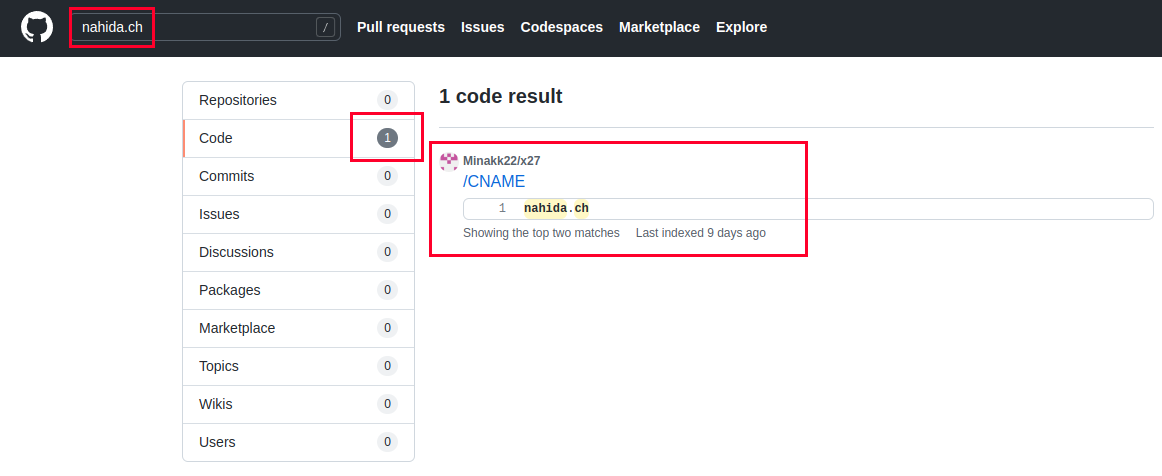 nahida.ch / Pull requests Issues Codespaces Marketplace Explore
Repositories 0
Code 1
Commits 0
Issues 0
Discussions 0
Packages 0
Marketplace 0
Topics 0
Wikis 0
Users 0
1 code result
Minakk22/x27
/CNAME
1 nahida.ch
Showing the top two matches Last indexed 9 days ago